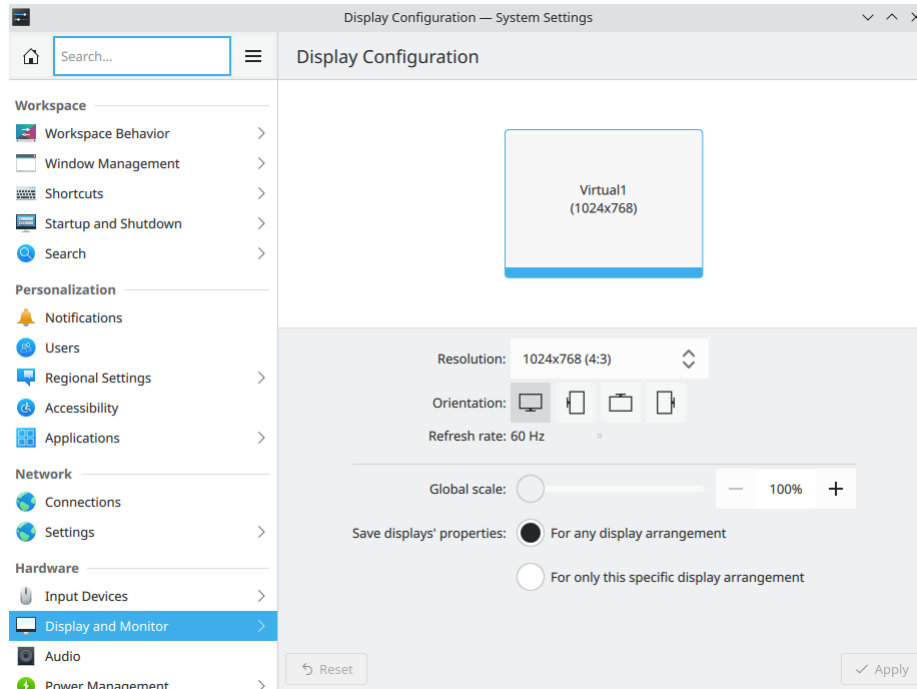 Display Configuration — System Settings
Search...
Display Configuration
Workspace
Workspace Behavior
Window Management
Shortcuts
Startup and Shutdown
Search
Personalization
Notifications
Users
Regional Settings
Accessibility
Applications
Network
Connections
Settings
Hardware
Input Devices
Display and Monitor
Audio
Power Management
Virtual1
(1024x768)
Resolution: 1024x768 (4:3)
Orientation:
Refresh rate: 60 Hz
Global scale: 100%
Save displays' properties: For any display arrangement
For only this specific display arrangement
Reset
Apply